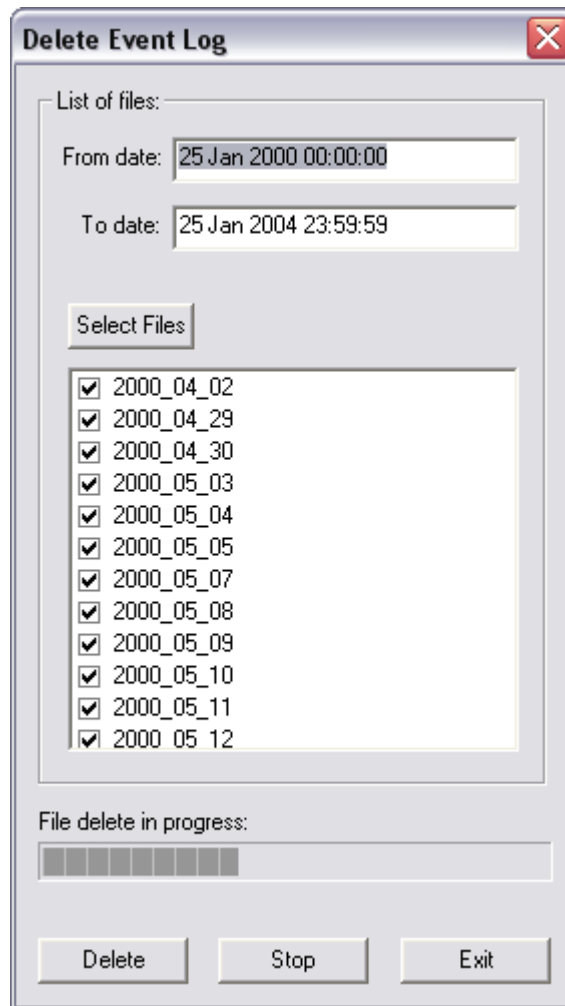 Delete Event Log
List of files:
From date: 25 Jan 2000 00:00:00
To date: 25 Jan 2004 23:59:59
Select Files
2000_04_02
2000_04_29
2000_04_30
2000_05_03
2000_05_04
2000_05_05
2000_05_07
2000_05_08
2000_05_09
2000_05_10
2000_05_11
2000_05_12
File delete in progress:
Delete Stop Exit